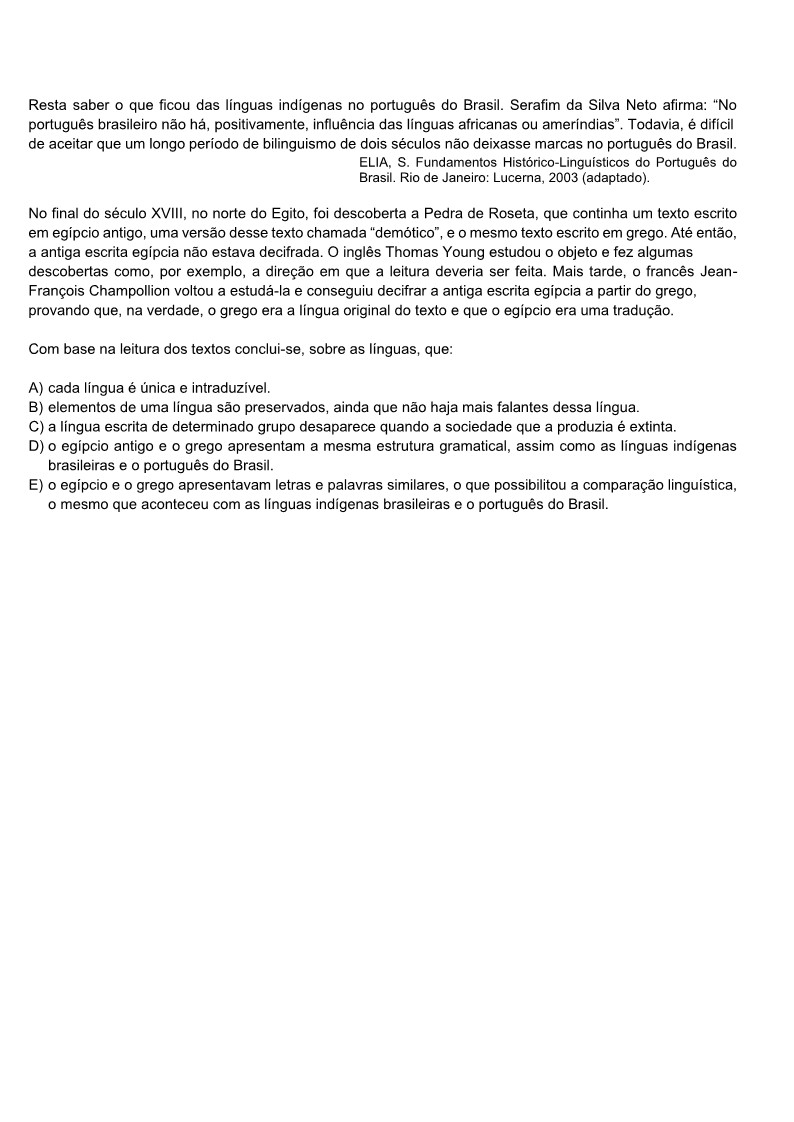 Resta saber o que ficou das línguas indígenas no português do Brasil. Serafim da Silva Neto afirma: “No
português brasileiro não há, positivamente, influência das línguas africanas ou ameríndias”. Todavia, é difícil
de aceitar que um longo período de bilinguismo de dois séculos não deixasse marcas no português do Brasil.
ELIA, S. Fundamentos Histórico-Linguísticos do Português do
Brasil. Rio de Janeiro: Lucerna, 2003 (adaptado).
No final do século XVIII, no norte do Egito, foi descoberta a Pedra de Roseta, que continha um texto escrito
em egípcio antigo, uma versão desse texto chamada “demótico”, e o mesmo texto escrito em grego. Até então,
a antiga escrita egípcia não estava decifrada. O inglês Thomas Young estudou o objeto e fez algumas
descobertas como, por exemplo, a direção em que a leitura deveria ser feita. Mais tarde, o francês Jean-
François Champollion voltou a estudá-la e conseguiu decifrar a antiga escrita egípcia a partir do grego,
provando que, na verdade, o grego era a língua original do texto e que o egípcio era uma tradução.
Com base na leitura dos textos conclui-se, sobre as línguas, que:
A) cada língua é única e intraduzível.
B) elementos de uma língua são preservados, ainda que não haja mais falantes dessa língua.
C) a língua escrita de determinado grupo desaparece quando a sociedade que a produzia é extinta.
D) o egípcio antigo e o grego apresentam a mesma estrutura gramatical, assim como as línguas indígenas
brasileiras e o português do Brasil.
E) o egípcio e o grego apresentavam letras e palavras similares, o que possibilitou a comparação linguística,
o mesmo que aconteceu com as línguas indígenas brasileiras e o português do Brasil.